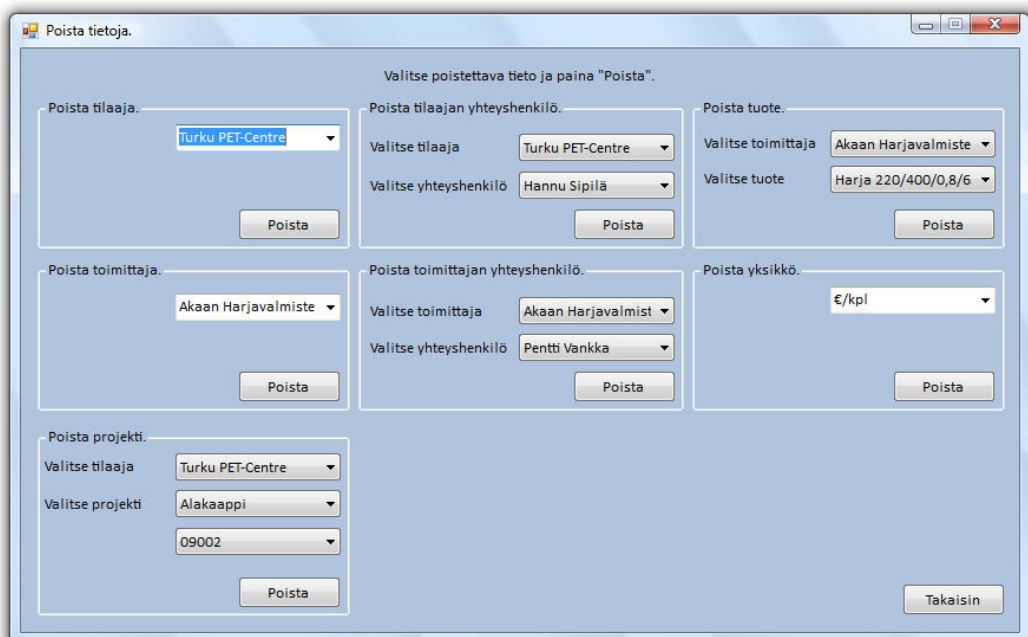 Poista tietoja.
Valitse poistettava tieto ja paina "Poista".
Poista tilaaja.
Turku PET-Centre
Poista
Poista tilaajan yhteyshenkilö.
Valitse tilaaja Turku PET-Centre
Valitse yhteyshenkilö Hannu Sipilä
Poista
Poista tuote.
Valitse toimittaja Akaan Harjavalmiste
Valitse tuote Harja 220/400/0,8/6
Poista
Poista toimittaja.
Akaan Harjavalmiste
Poista
Poista toimittajan yhteyshenkilö.
Valitse toimittaja Akaan Harjavalmist
Valitse yhteyshenkilö Pentti Vankka
Poista
Poista yksikkö.
€/kpl
Poista
Poista projekti.
Valitse tilaaja Turku PET-Centre
Valitse projekti Alakaappi
09002
Poista
Takaisin